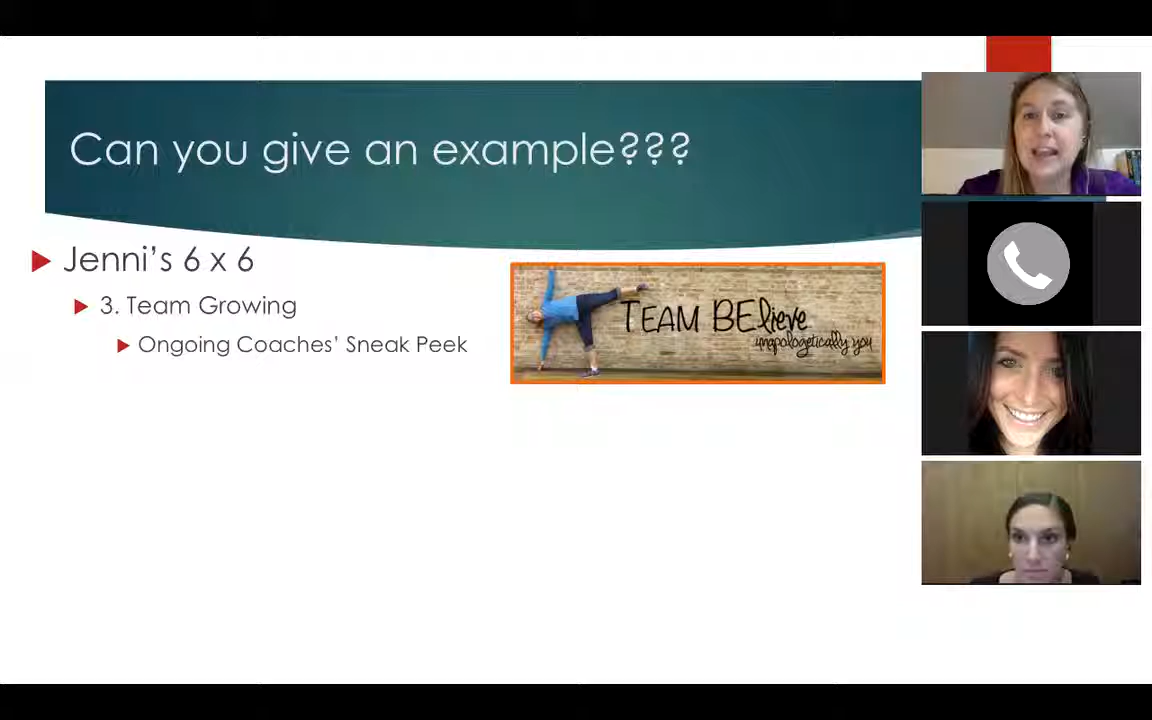 Can you give an example???
Jenni’s 6 x 6
3. Team Growing
Ongoing Coaches’ Sneak Peek
TEAM BElieve
unapologetically you